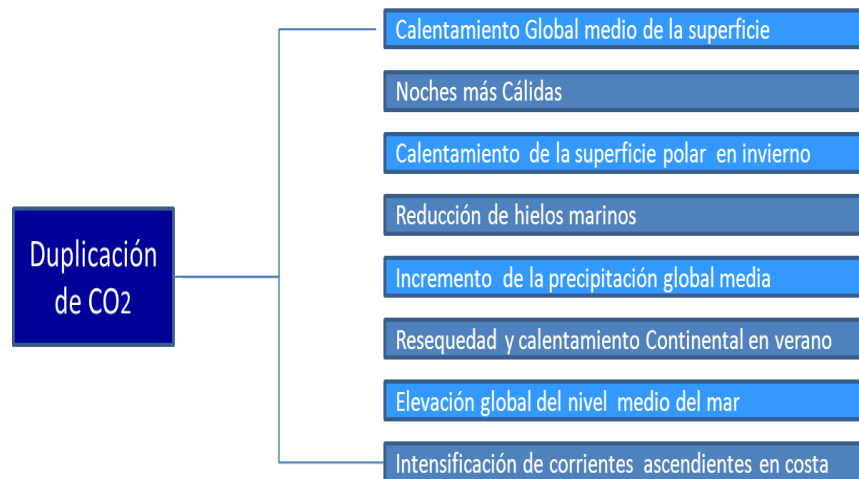 Calentamiento Global medio de la superficie
Noches más Cálidas
Calentamiento de la superficie polar en invierno
Reducción de hielos marinos
Duplicación
de CO2
Incremento de la precipitación global media
Resequedad y calentamiento Continental en verano
Elevación global del nivel medio del mar
Intensificación de corrientes ascendientes en costa